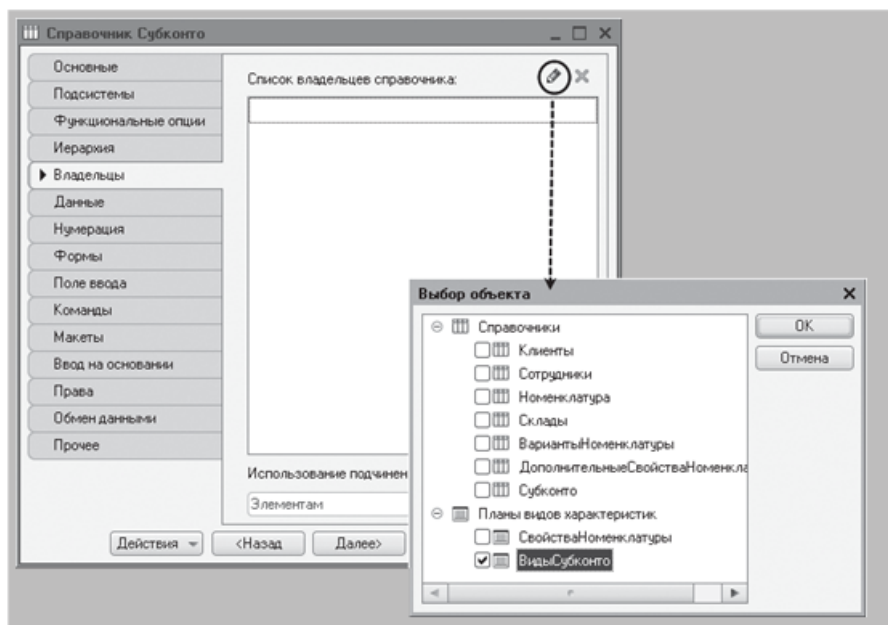 Справочник Субконто
Основные
Подсистемы
Функциональные опции
Иерархия
Владельцы
Данные
Нумерация
Формы
Поле ввода
Команды
Макеты
Ввод на основании
Права
Обмен данными
Прочее
Список владельцев справочника:
Использование подчинен
Элементам
Действия
<Назад
Далее>
Выбор объекта
Справочники
Клиенты
Сотрудники
Номенклатура
Склады
ВариантыНоменклатуры
ДополнительныеСвойстваНоменкла
Субконто
Планы видов характеристик
СвойстваНоменклатуры
ВидыСубконто
OK
Отмена